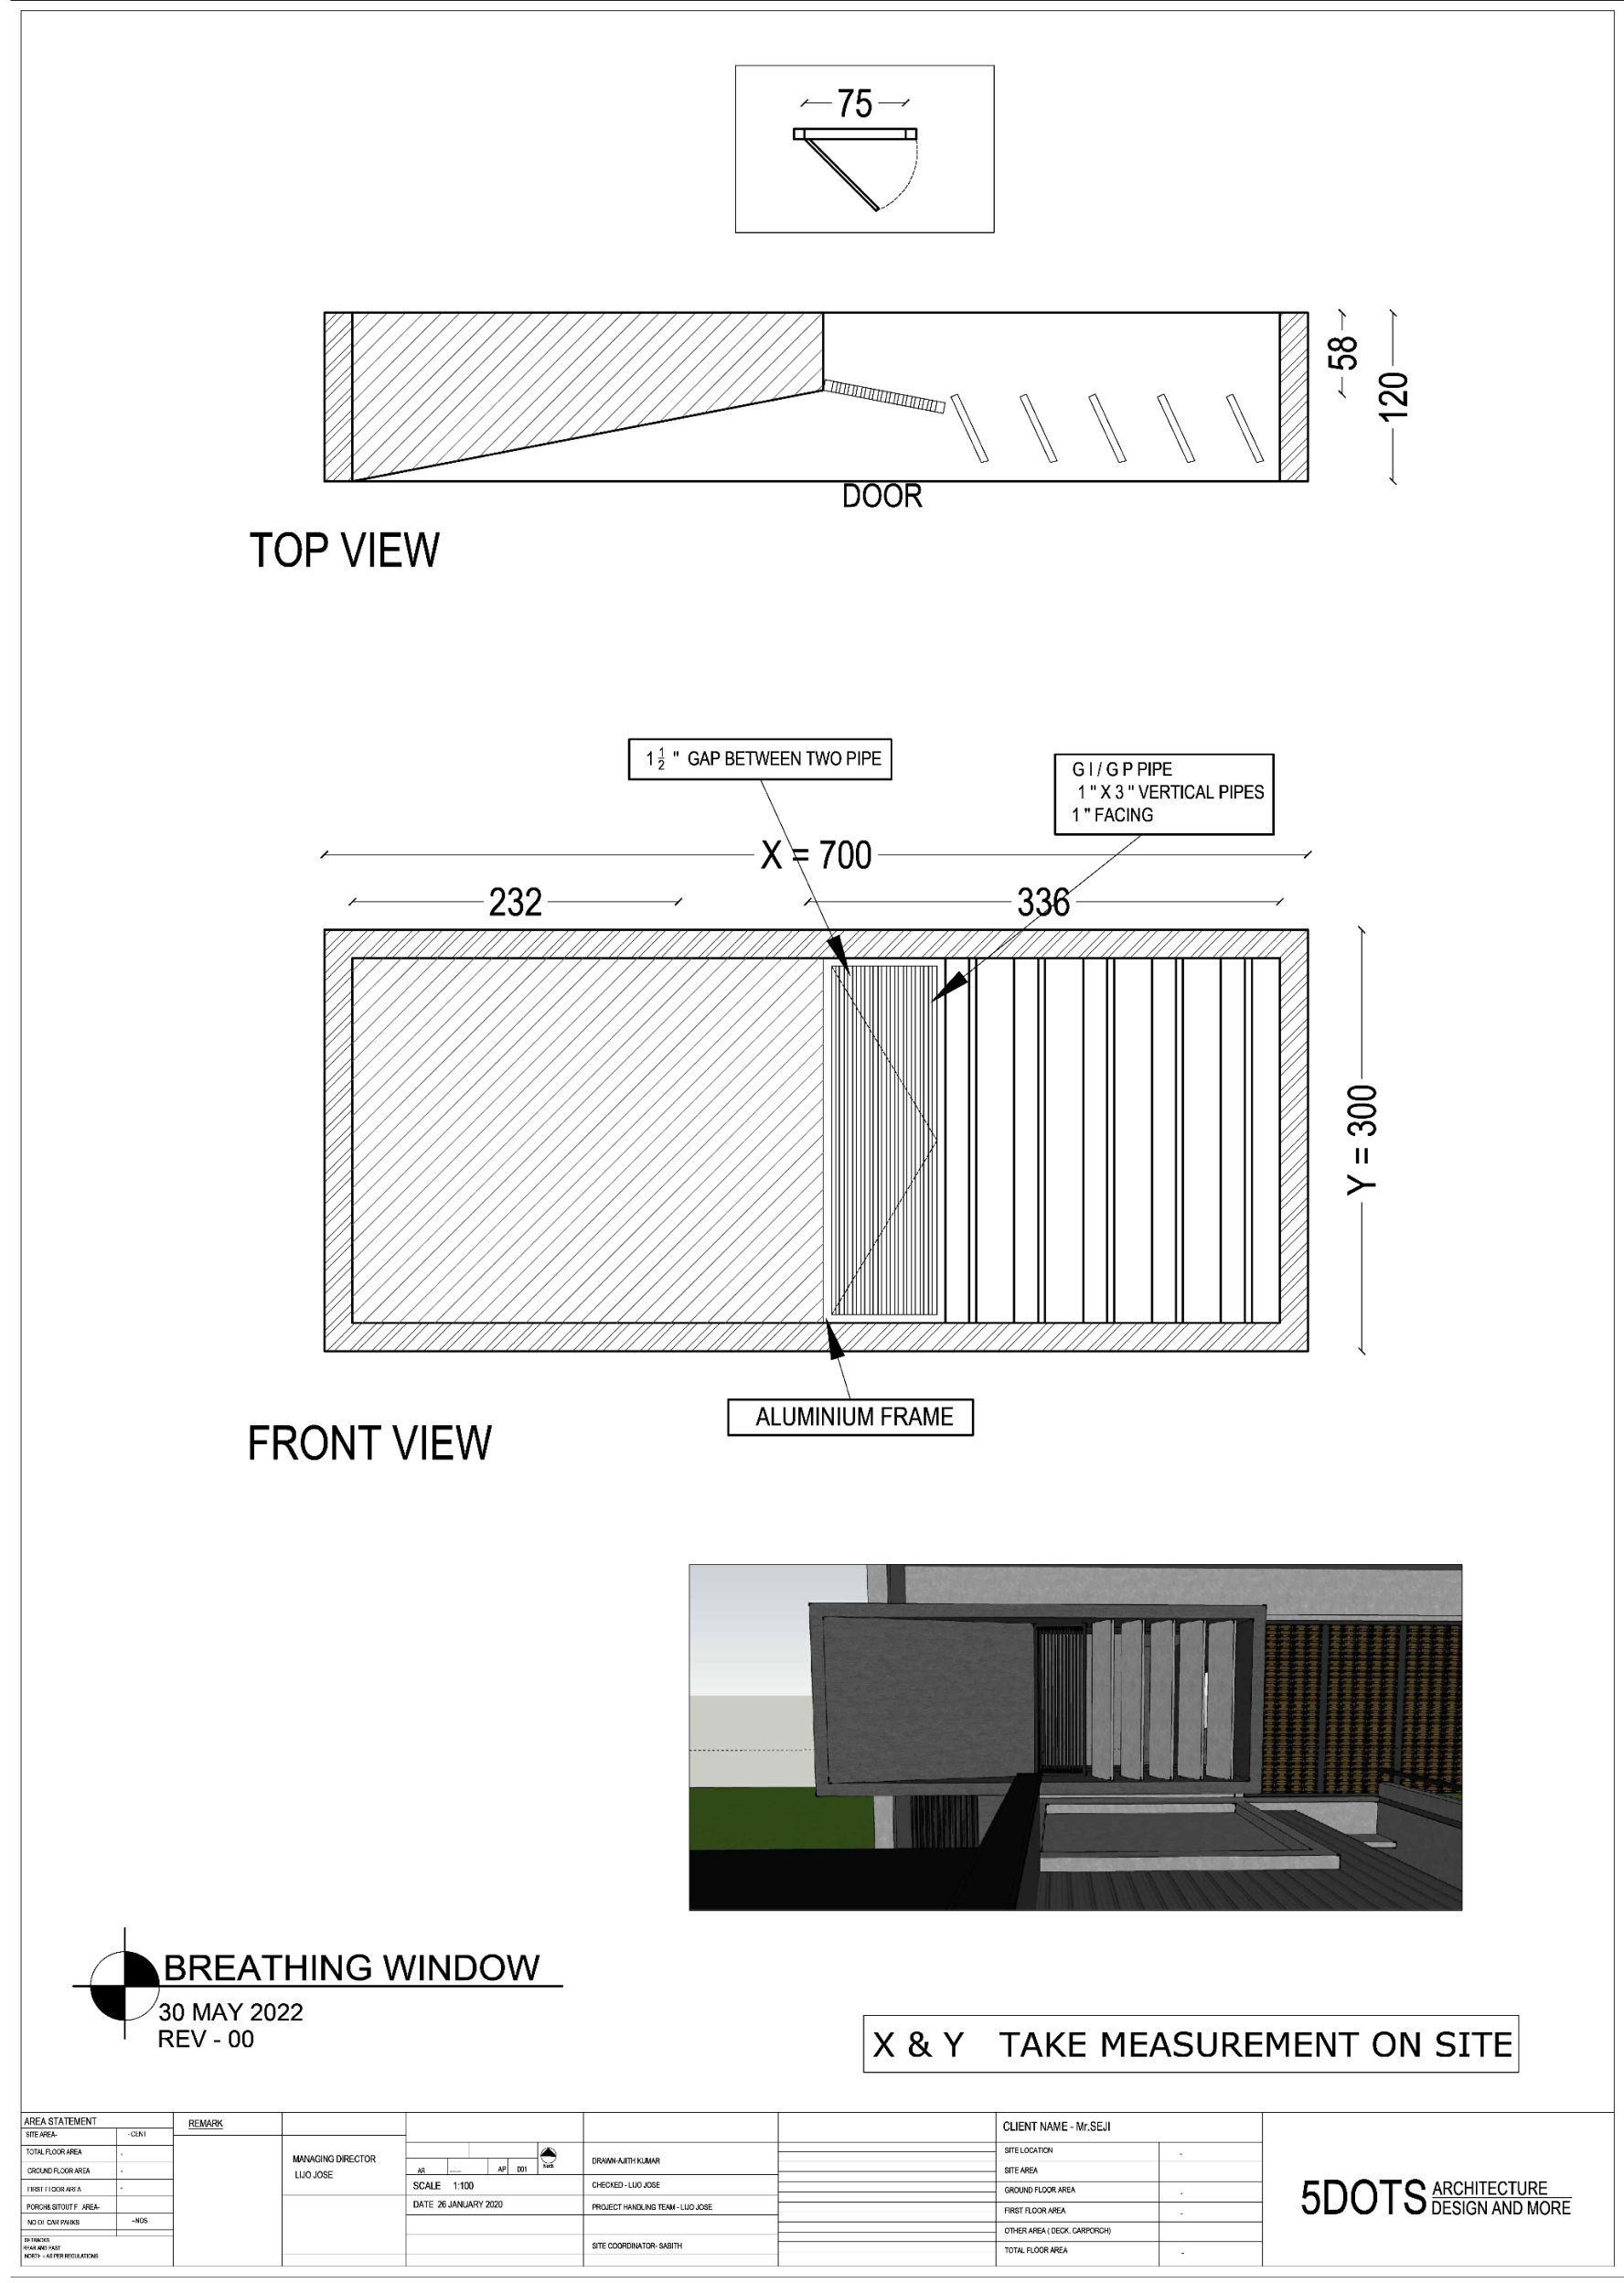 75
58
120
DOOR
TOP VIEW
1 1/2 " GAP BETWEEN TWO PIPE
G I / G P PIPE
1 " X 3 " VERTICAL PIPES
1 " FACING
X = 700
232
336
Y = 300
ALUMINIUM FRAME
FRONT VIEW
BREATHING WINDOW
30 MAY 2022
REV - 00
X & Y TAKE MEASUREMENT ON SITE
AREA STATEMENT
SITE AREA-
- CENT
TOTAL FLOOR AREA
-
GROUND FLOOR AREA
-
FIRST FLOOR AREA
-
PORCH& SITOUT F AREA-
NO OF CAR PARKS
--NOS
NORTH - AS PER REGULATIONS
REMARK
MANAGING DIRECTOR
LIJO JOSE
AR
AP
D01
North
SCALE 1:100
DATE 26 JANUARY 2020
DRAWN-AJITH KUMAR
CHECKED - LIJO JOSE
PROJECT HANDLING TEAM - LIJO JOSE
SITE COORDINATOR- SABITH
CLIENT NAME - Mr.SEJI
SITE LOCATION
-
SITE AREA
GROUND FLOOR AREA
-
FIRST FLOOR AREA
-
OTHER AREA ( DECK, CARPORCH)
TOTAL FLOOR AREA
-
5DOTS ARCHITECTURE
DESIGN AND MORE